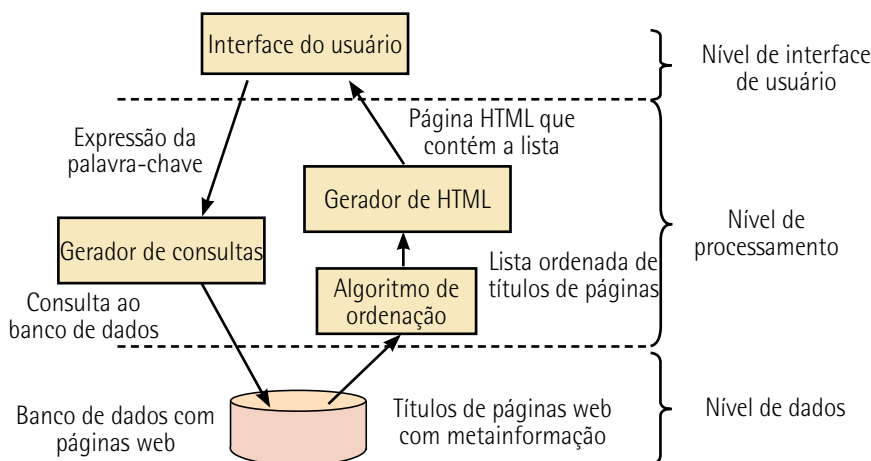 Interface do usuário
Nível de interface
de usuário
Expressão da
palavra-chave
Página HTML que
contém a lista
Gerador de HTML
Gerador de consultas
Nível de
processamento
Consulta ao
banco de dados
Algoritmo de
ordenação
Lista ordenada de
títulos de páginas
Banco de dados com
páginas web
Títulos de páginas web
com metainformação
Nível de dados